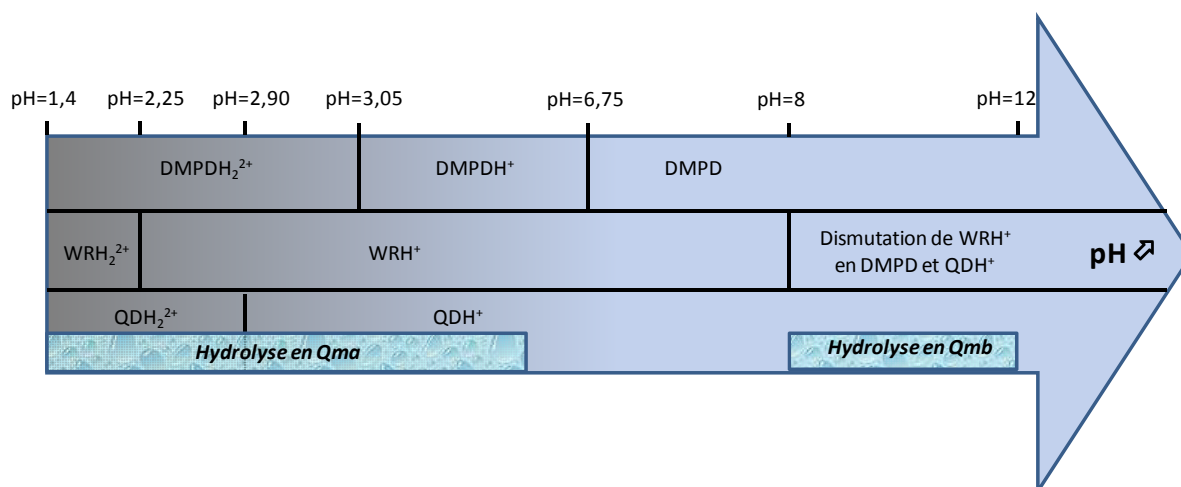 pH=1,4 pH=2,25 pH=2,90 pH=3,05 pH=6,75 pH=8 pH=12
DMPDH₂²⁺ DMPDH⁺ DMPD
WRH₂²⁺ WRH⁺ Dismutation de WRH⁺
en DMPD et QDH⁺ pH ⬀
QDH₂²⁺ QDH⁺
Hydrolyse en Qma Hydrolyse en Qmb